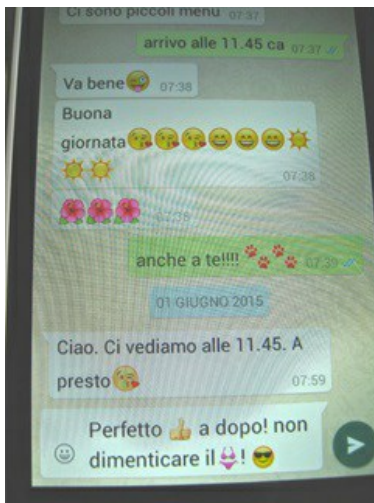 Ci sono piccoli menu 07:37
arrivo alle 11.45 ca 07:37
Va bene😜 07:38
Buona
giornata😘😘😘😄😄😄☀
☀☀ 07:38
🌺🌺🌺 07:38
anche a te!!!! 🐾🐾 07:39
01 GIUGNO 2015
Ciao. Ci vediamo alle 11.45. A
presto😘 07:59
Perfetto 👍 a dopo! non
dimenticare il👙! 😎